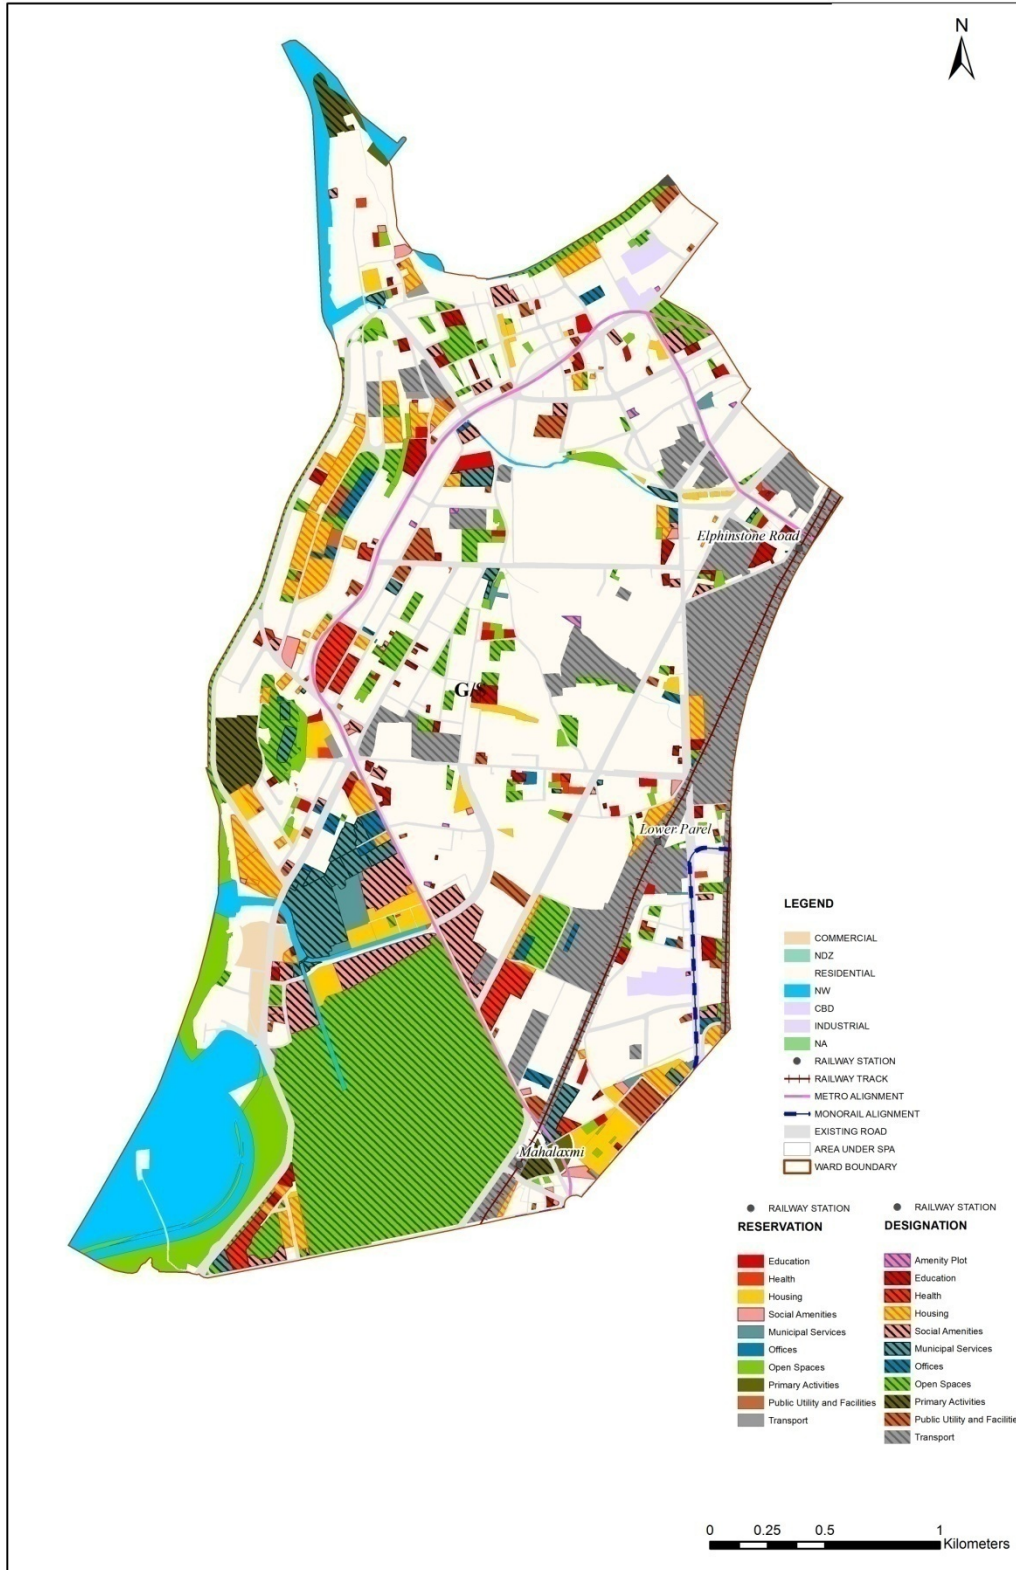 N
Elphinstone Road
G/S
Lower Parel
Mahalaxmi
LEGEND
COMMERCIAL
NDZ
RESIDENTIAL
NW
CBD
INDUSTRIAL
NA
RAILWAY STATION
RAILWAY TRACK
METRO ALIGNMENT
MONORAIL ALIGNMENT
EXISTING ROAD
AREA UNDER SPA
WARD BOUNDARY
RAILWAY STATION
RESERVATION
Education
Health
Housing
Social Amenities
Municipal Services
Offices
Open Spaces
Primary Activities
Public Utility and Facilities
Transport
RAILWAY STATION
DESIGNATION
Amenity Plot
Education
Health
Housing
Social Amenities
Municipal Services
Offices
Open Spaces
Primary Activities
Public Utility and Facilitie
Transport
0 0.25 0.5 1
Kilometers